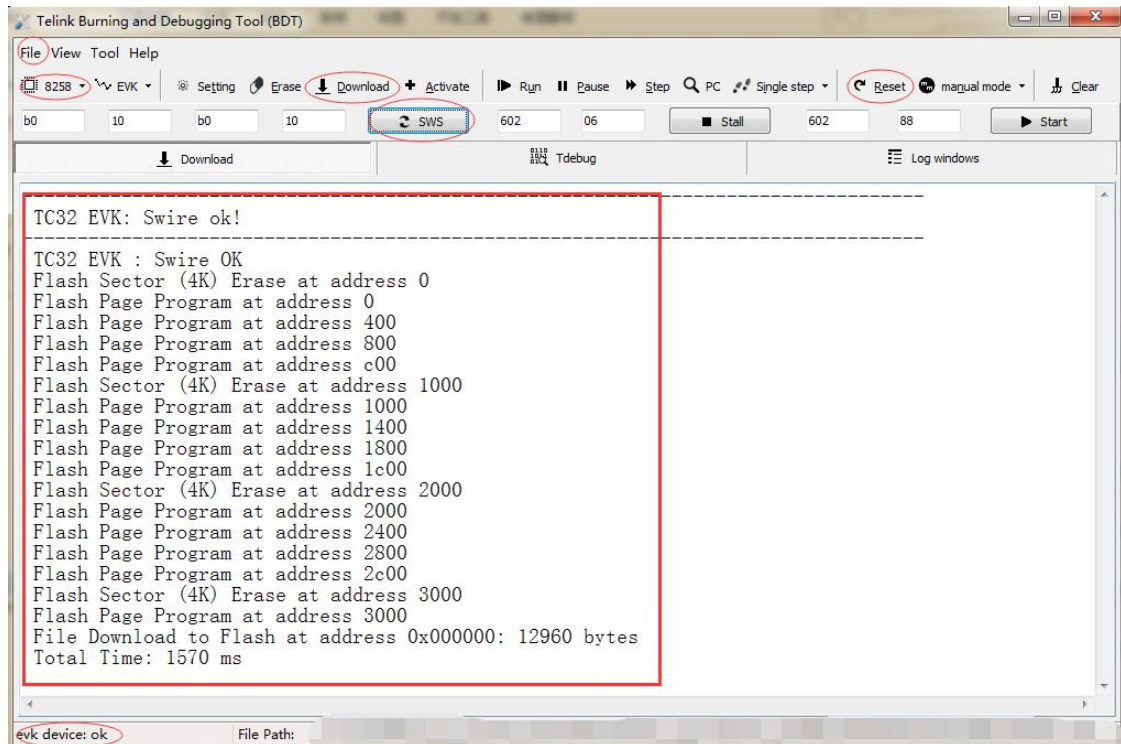 Telink Burning and Debugging Tool (BDT)
File View Tool Help
8258 EVK Setting Erase Download Activate Run Pause Step PC Single step Reset manual mode Clear
b0 10 b0 10 SWS 602 06 Stall 602 88 Start
Download Tdebug Log windows
TC32 EVK: Swire ok!
TC32 EVK : Swire OK
Flash Sector (4K) Erase at address 0
Flash Page Program at address 0
Flash Page Program at address 400
Flash Page Program at address 800
Flash Page Program at address c00
Flash Sector (4K) Erase at address 1000
Flash Page Program at address 1000
Flash Page Program at address 1400
Flash Page Program at address 1800
Flash Page Program at address 1c00
Flash Sector (4K) Erase at address 2000
Flash Page Program at address 2000
Flash Page Program at address 2400
Flash Page Program at address 2800
Flash Page Program at address 2c00
Flash Sector (4K) Erase at address 3000
Flash Page Program at address 3000
File Download to Flash at address 0x000000: 12960 bytes
Total Time: 1570 ms
evk device: ok File Path: